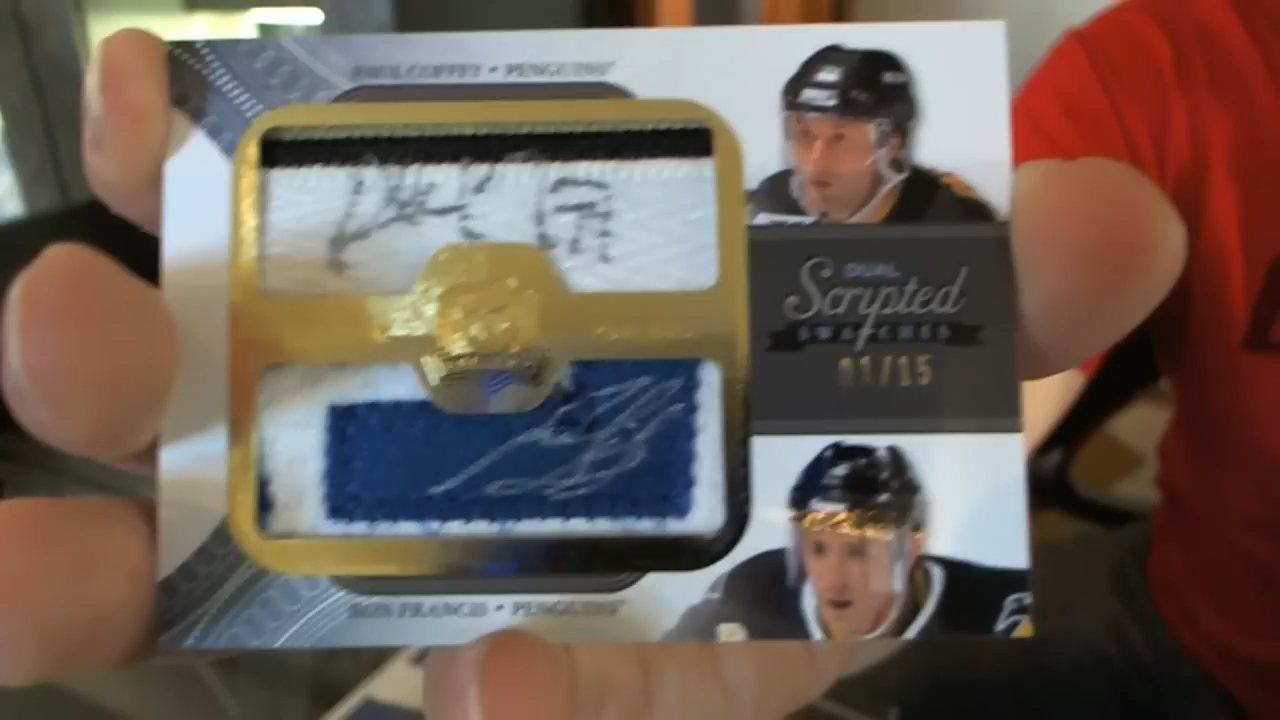 PAUL COFFEY • PENGUINS
DUAL
Scripted
SWATCHES
01/15
RON FRANCIS • PENGUINS